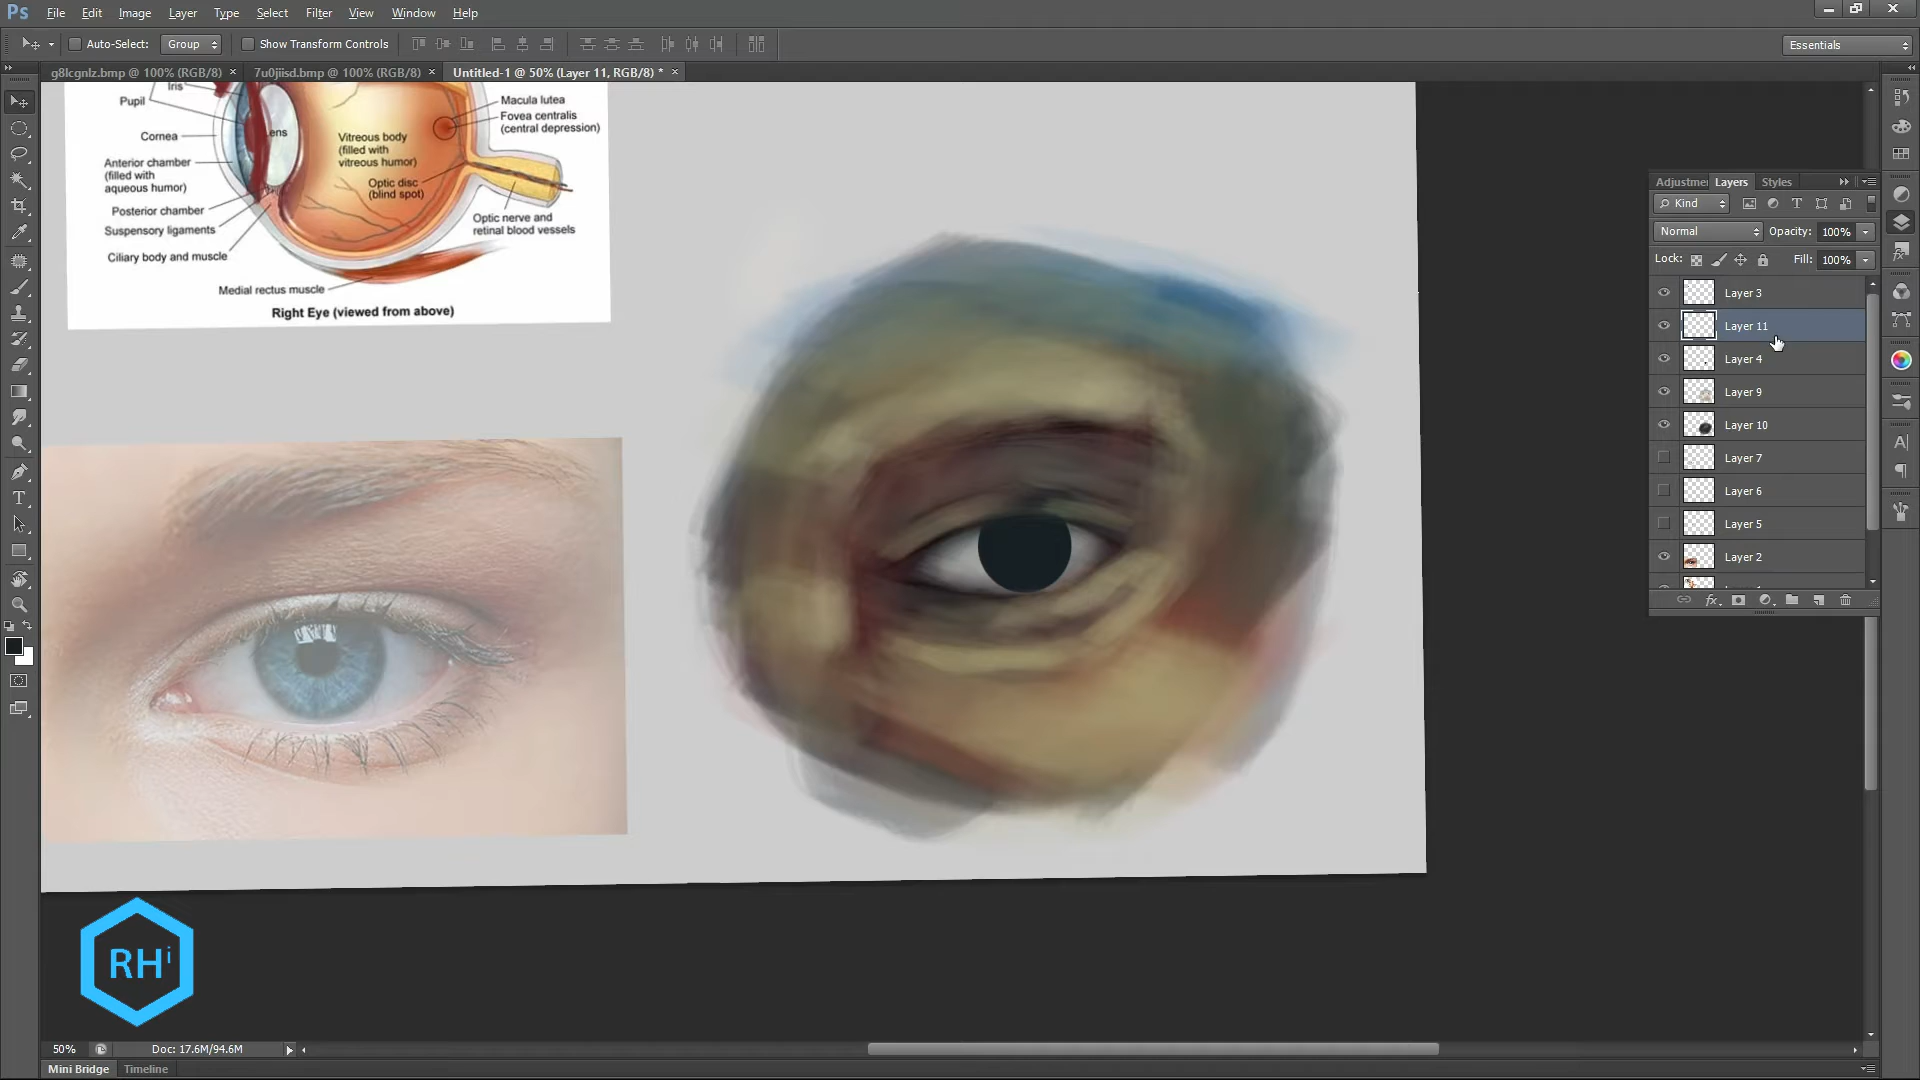 Ps File Edit Image Layer Type Select Filter View Window Help
Auto-Select: Group Show Transform Controls Essentials
g8lcgnlz.bmp @ 100% (RGB/8) × 7u0jiisd.bmp @ 100% (RGB/8) × Untitled-1 @ 50% (Layer 11, RGB/8) * ×
Iris
Pupil
Cornea
Lens
Anterior chamber
(filled with
aqueous humor)
Posterior chamber
Suspensory ligaments
Ciliary body and muscle
Medial rectus muscle
Vitreous body
(filled with
vitreous humor)
Optic disc
(blind spot)
Macula lutea
Fovea centralis
(central depression)
Optic nerve and
retinal blood vessels
Right Eye (viewed from above)
Adjustmer Layers Styles
Kind
Normal Opacity: 100%
Lock: Fill: 100%
Layer 3
Layer 11
Layer 4
Layer 9
Layer 10
Layer 7
Layer 6
Layer 5
Layer 2
RHi
50% Doc: 17.6M/94.6M
Mini Bridge Timeline